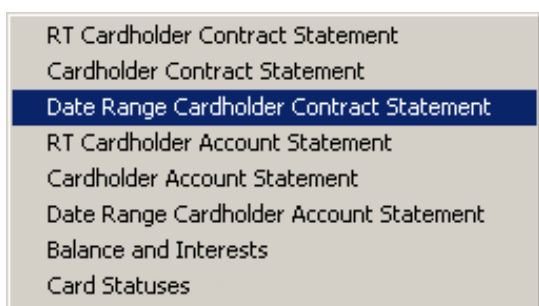 RT Cardholder Contract Statement
Cardholder Contract Statement
Date Range Cardholder Contract Statement
RT Cardholder Account Statement
Cardholder Account Statement
Date Range Cardholder Account Statement
Balance and Interests
Card Statuses